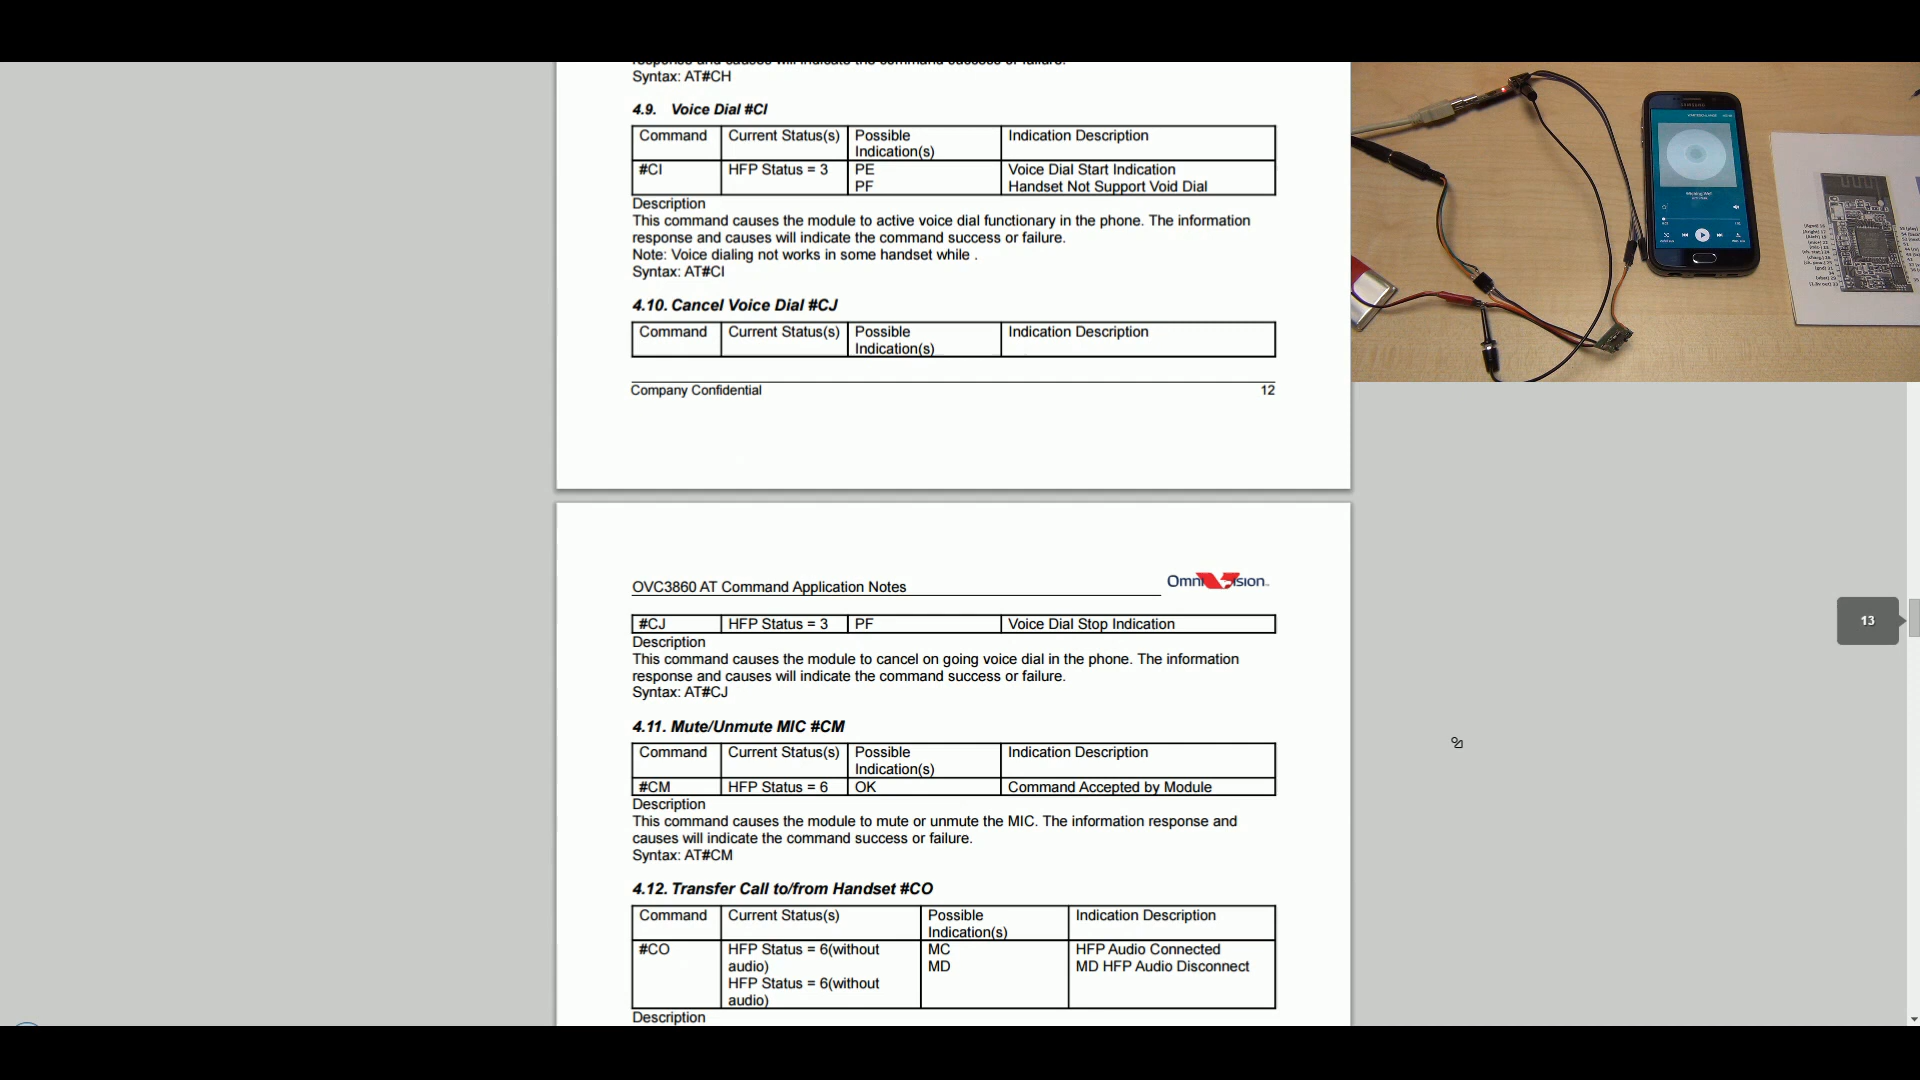 Syntax: AT#CH
4.9. Voice Dial #CI
Command Current Status(s) Possible Indication(s) Indication Description
#CI HFP Status = 3 PE Voice Dial Start Indication
PF Handset Not Support Void Dial
Description
This command causes the module to active voice dial functionary in the phone. The information
response and causes will indicate the command success or failure.
Note: Voice dialing not works in some handset while .
Syntax: AT#CI
4.10. Cancel Voice Dial #CJ
Command Current Status(s) Possible Indication(s) Indication Description
Company Confidential 12
OVC3860 AT Command Application Notes
#CJ HFP Status = 3 PF Voice Dial Stop Indication
Description
This command causes the module to cancel on going voice dial in the phone. The information
response and causes will indicate the command success or failure.
Syntax: AT#CJ
4.11. Mute/Unmute MIC #CM
Command Current Status(s) Possible Indication(s) Indication Description
#CM HFP Status = 6 OK Command Accepted by Module
Description
This command causes the module to mute or unmute the MIC. The information response and
causes will indicate the command success or failure.
Syntax: AT#CM
4.12. Transfer Call to/from Handset #CO
Command Current Status(s) Possible Indication(s) Indication Description
#CO HFP Status = 6(without audio) MC HFP Audio Connected
HFP Status = 6(without audio) MD MD HFP Audio Disconnect
Description
13
SAMSUNG